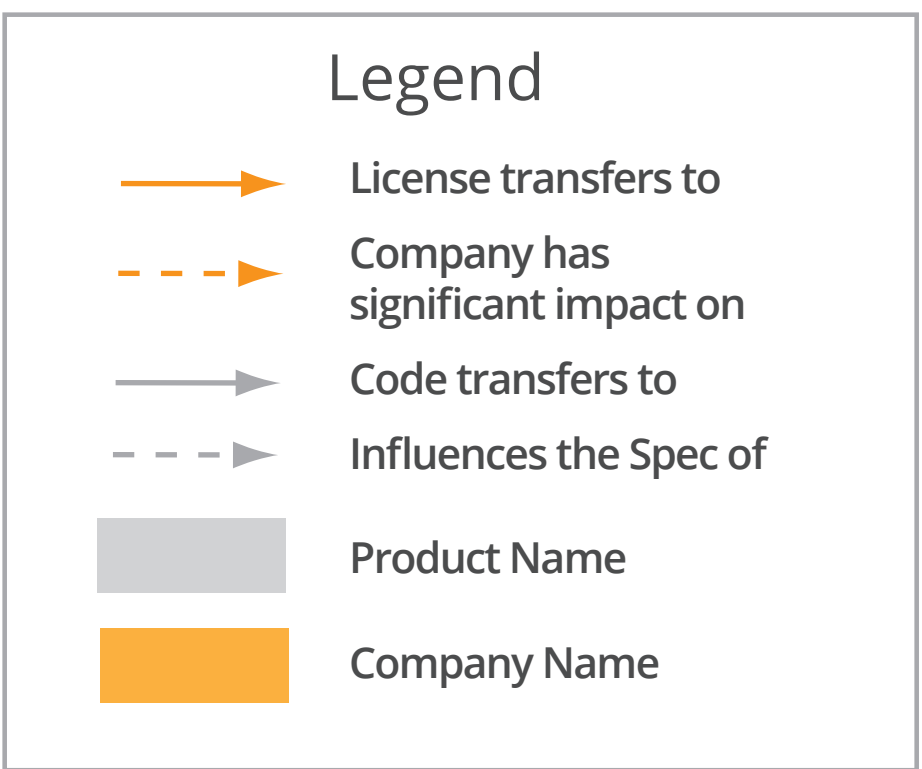 Legend
License transfers to
Company has
significant impact on
Code transfers to
Influences the Spec of
Product Name
Company Name